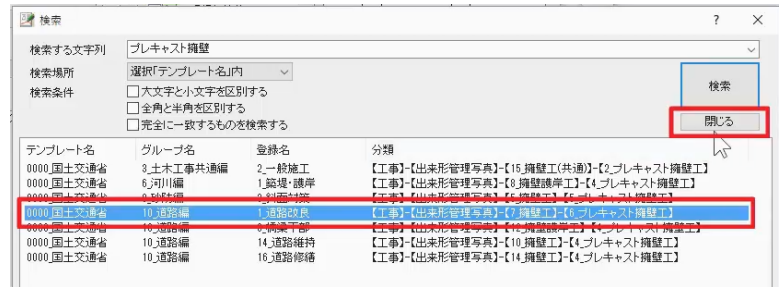 検索
検索する文字列 プレキャスト擁壁
検索場所 選択「テンプレート名」内
検索条件 大文字と小文字を区別する
全角と半角を区別する
完全に一致するものを検索する
検索
閉じる
テンプレート名 グループ名 登録名 分類
0000_国土交通省 3_土木工事共通編 2_一般施工 【工事】-【出来形管理写真】-【15_擁壁工(共通)】-【2_プレキャスト擁壁工】
0000_国土交通省 6_河川編 1_築堤・護岸 【工事】-【出来形管理写真】-【8_擁壁護岸工】-【4_プレキャスト擁壁工】
0000_国土交通省
0000_国土交通省 10_道路編 1_道路改良 【工事】-【出来形管理写真】-【7_擁壁工】-【6_プレキャスト擁壁工】
0000_国土交通省 10_道路編
0000_国土交通省 10_道路編 14_道路維持 【工事】-【出来形管理写真】-【10_擁壁工】-【4_プレキャスト擁壁工】
0000_国土交通省 10_道路編 16_道路修繕 【工事】-【出来形管理写真】-【14_擁壁工】-【4_プレキャスト擁壁工】